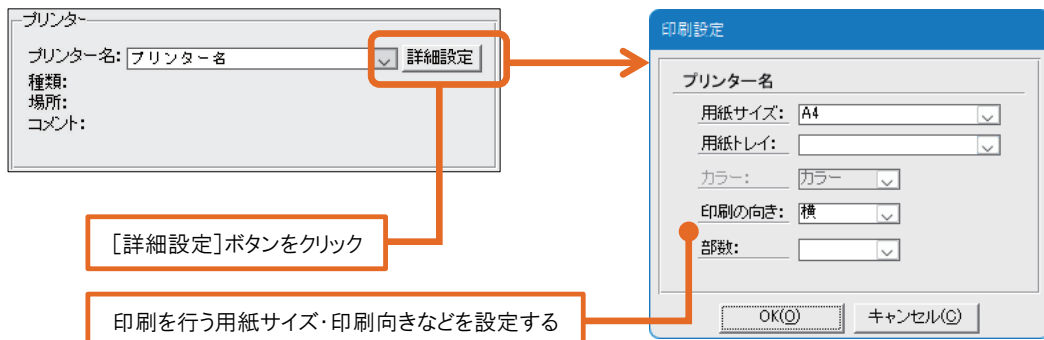 プリンター
プリンター名: プリンター名 詳細設定
種類:
場所:
コメント:
[詳細設定]ボタンをクリック
印刷を行う用紙サイズ・印刷向きなどを設定する
印刷設定
プリンター名
用紙サイズ: A4
用紙トレイ:
カラー: カラー
印刷の向き: 横
部数:
OK(O) キャンセル(C)